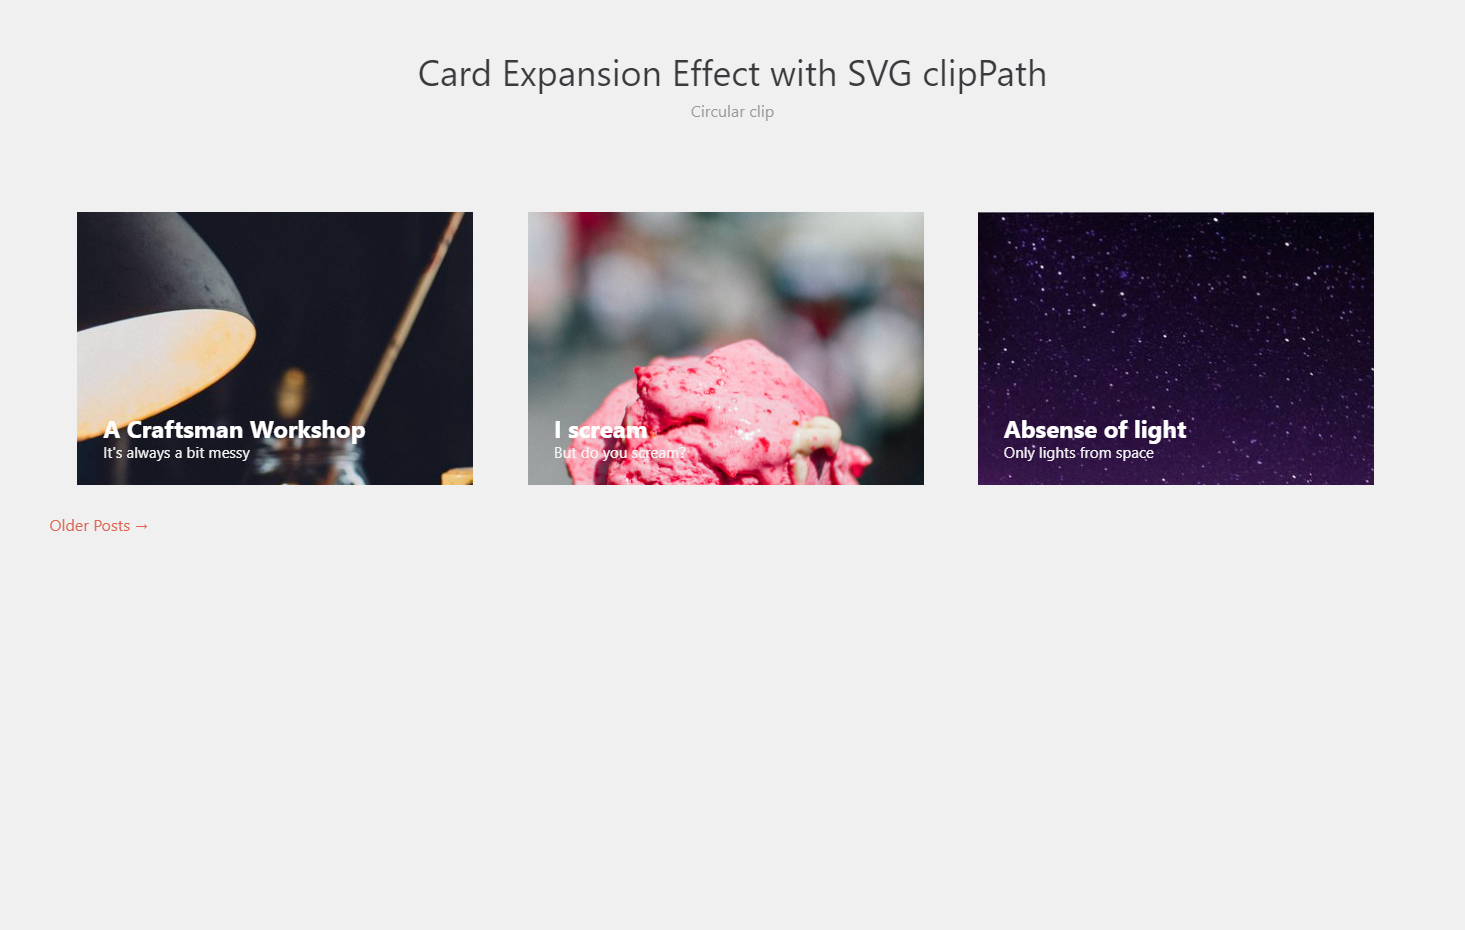 Card Expansion Effect with SVG clipPath
Circular clip
A Craftsman Workshop
It's always a bit messy
I scream
But do you scream?
Absense of light
Only lights from space
Older Posts →